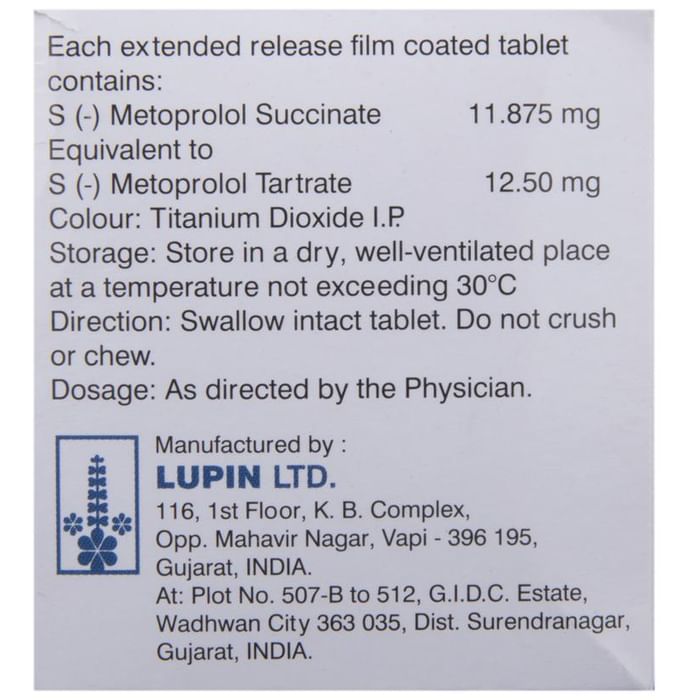 Each extended release film coated tablet
contains:
S (-) Metoprolol Succinate 11.875 mg
Equivalent to
S (-) Metoprolol Tartrate 12.50 mg
Colour: Titanium Dioxide I.P.
Storage: Store in a dry, well-ventilated place
at a temperature not exceeding 30°C
Direction: Swallow intact tablet. Do not crush
or chew.
Dosage: As directed by the Physician.
Manufactured by :
LUPIN LTD.
116, 1st Floor, K. B. Complex,
Opp. Mahavir Nagar, Vapi - 396 195,
Gujarat, INDIA.
At: Plot No. 507-B to 512, G.I.D.C. Estate,
Wadhwan City 363 035, Dist. Surendranagar,
Gujarat, INDIA.